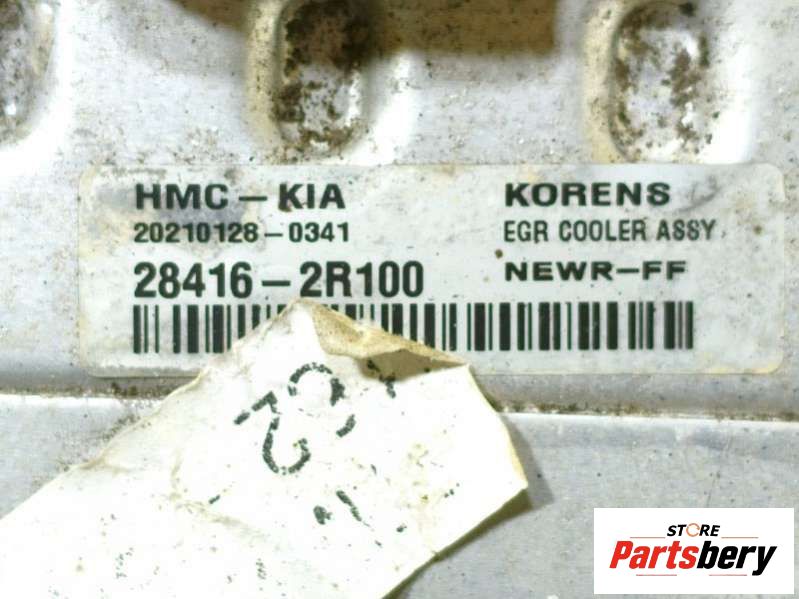 HMC-KIA
KORENS
20210128-0341
EGR COOLER ASSY
28416-2R100
NEWR-FF
STORE
Partsbery